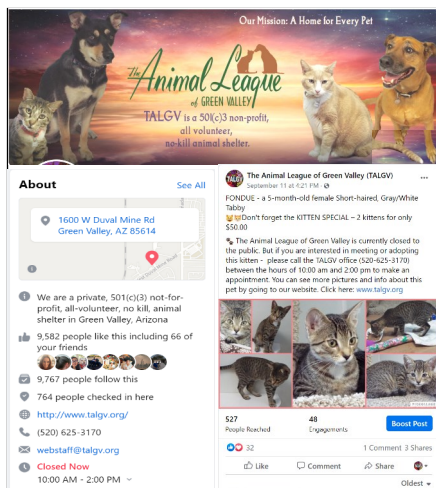 Our Mission: A Home for Every Pet
The Animal League
of GREEN VALLEY
TALGV is a 501(c)3 non-profit,
all volunteer,
no-kill animal shelter.
About
See All
1600 W Duval Mine Rd
Green Valley, AZ 85614
We are a private, 501(c)(3) not-for-
profit, all-volunteer, no kill, animal
shelter in Green Valley, Arizona
9,582 people like this including 66 of
your friends
9,767 people follow this
764 people checked in here
http://www.talgv.org/
(520) 625-3170
webstaff@talgv.org
Closed Now
10:00 AM - 2:00 PM
TALGV
The Animal League of Green Valley (TALGV)
September 11 at 4:21 PM
FONDUE - a 5-month-old female Short-haired, Gray/White
Tabby
Don't forget the KITTEN SPECIAL – 2 kittens for only
$50.00
The Animal League of Green Valley is currently closed to
the public. But if you are interested in meeting or adopting
this kitten - please call the TALGV office (520-625-3170)
between the hours of 10:00 am and 2:00 pm to make an
appointment. You can see more pictures and info about this
pet by going to our website. Click here: www.talgv.org
527
People Reached
48
Engagements
Boost Post
32
1 Comment 3 Shares
Like
Comment
Share
Oldest